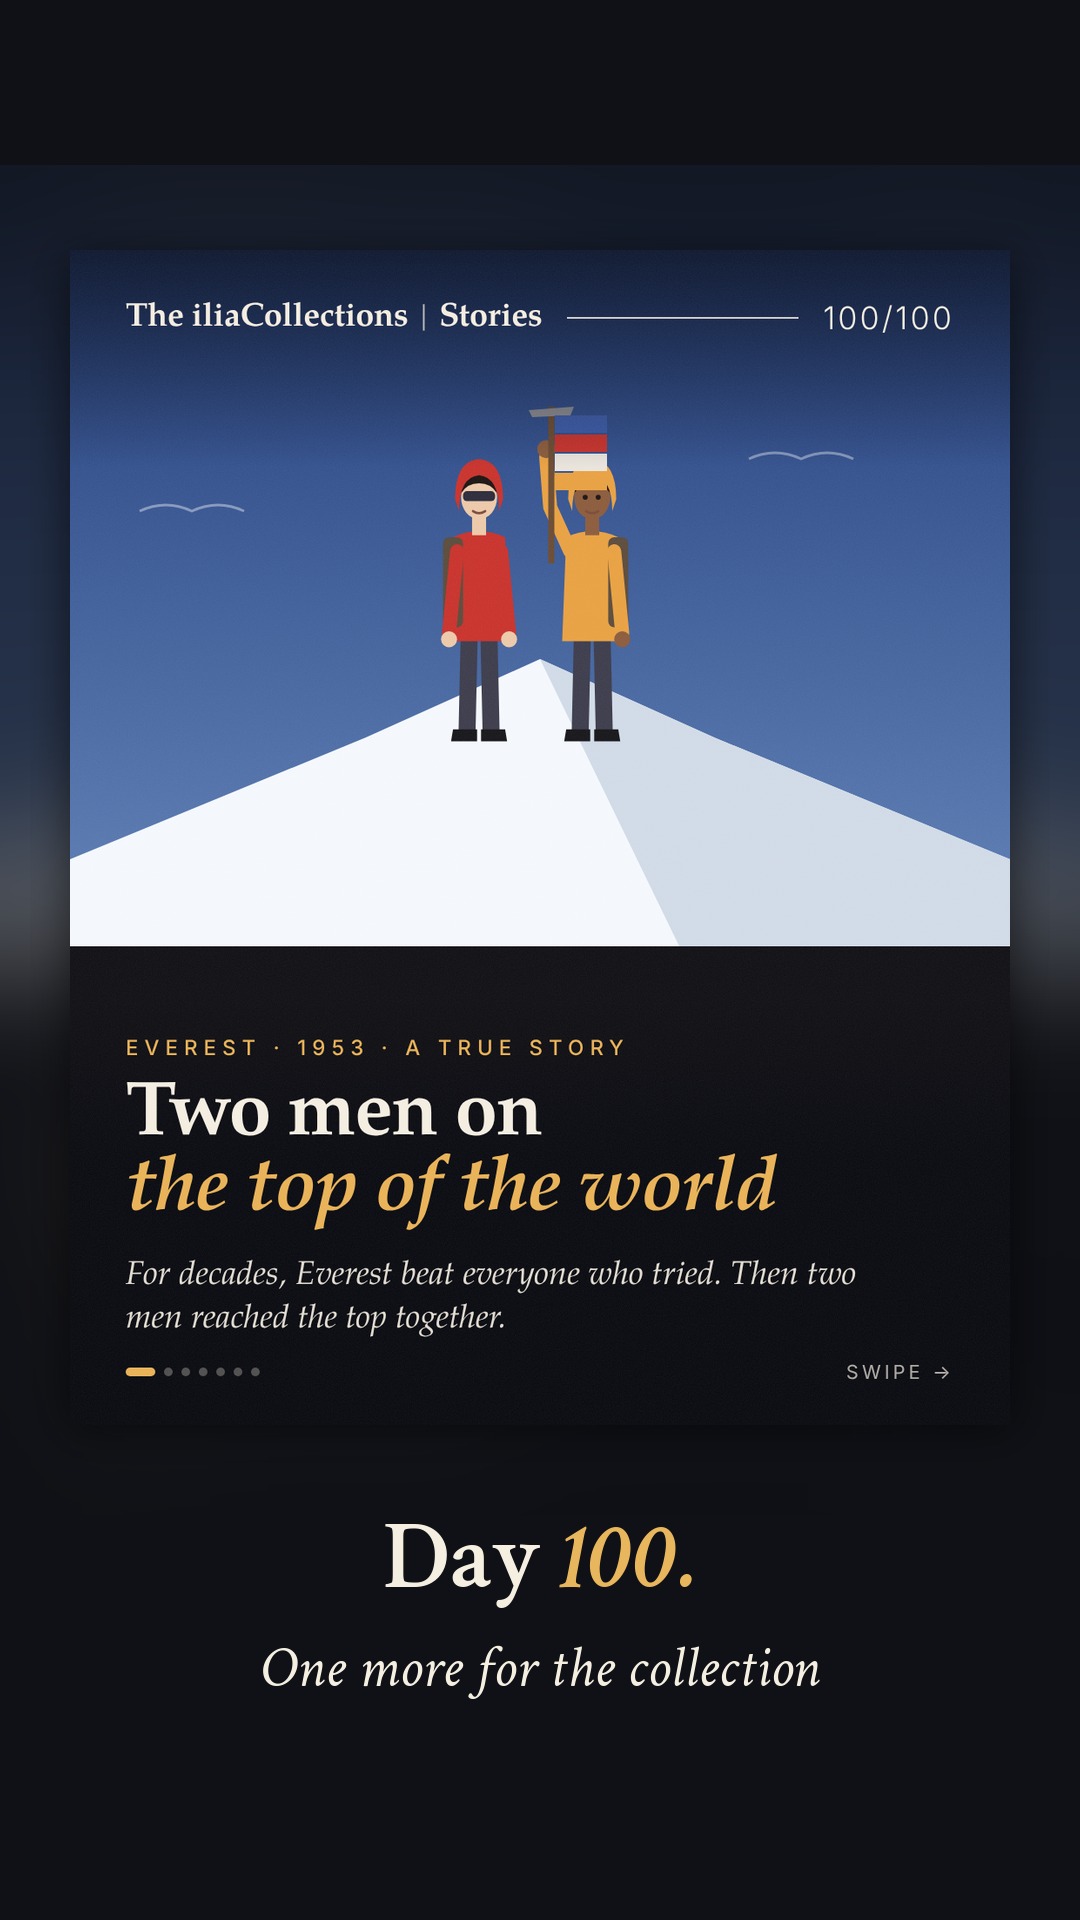 The iliaCollections | Stories
100/100
EVEREST · 1953 · A TRUE STORY
Two men on
the top of the world
For decades, Everest beat everyone who tried. Then two
men reached the top together.
SWIPE →
Day 100.
One more for the collection